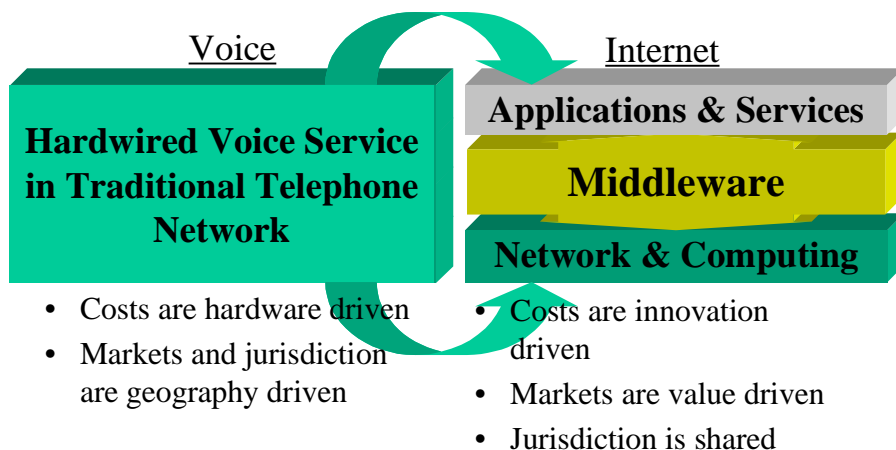 Voice
Hardwired Voice Service
in Traditional Telephone
Network
• Costs are hardware driven
• Markets and jurisdiction
are geography driven
Internet
Applications & Services
Middleware
Network & Computing
• Costs are innovation
driven
• Markets are value driven
• Jurisdiction is shared